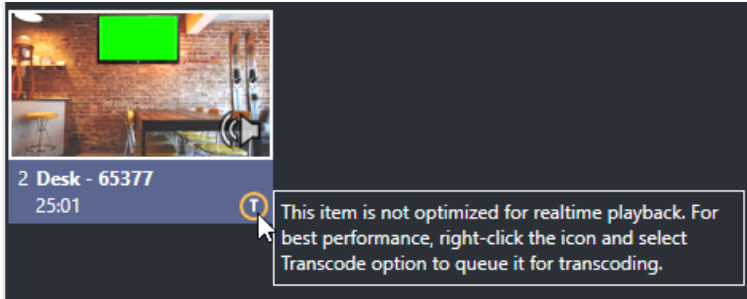 2 Desk - 65377
25:01
T
This item is not optimized for realtime playback. For
best performance, right-click the icon and select
Transcode option to queue it for transcoding.